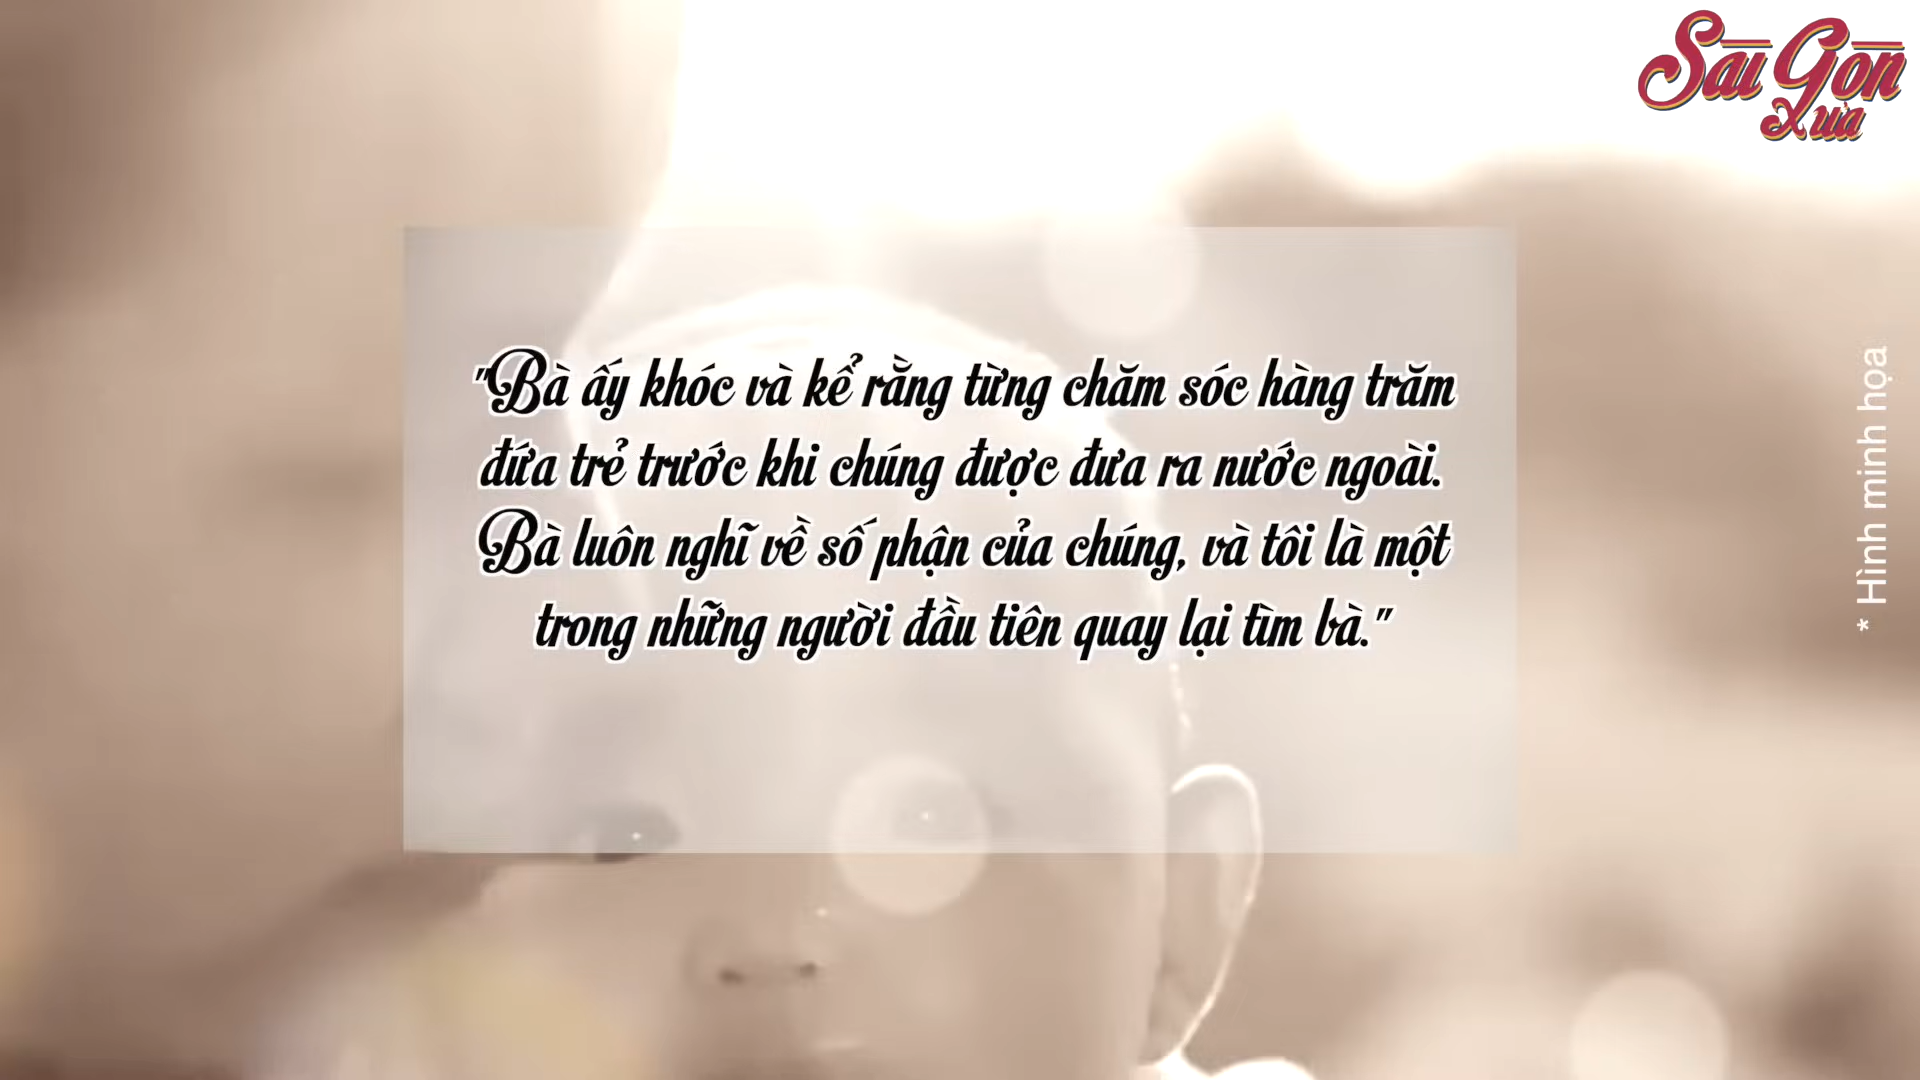 Sài Gòn
Xưa
"Bà ấy khóc và kể rằng từng chăm sóc hàng trăm
đứa trẻ trước khi chúng được đưa ra nước ngoài.
Bà luôn nghĩ về số phận của chúng, và tôi là một
trong những người đầu tiên quay lại tìm bà."
* Hình minh họa